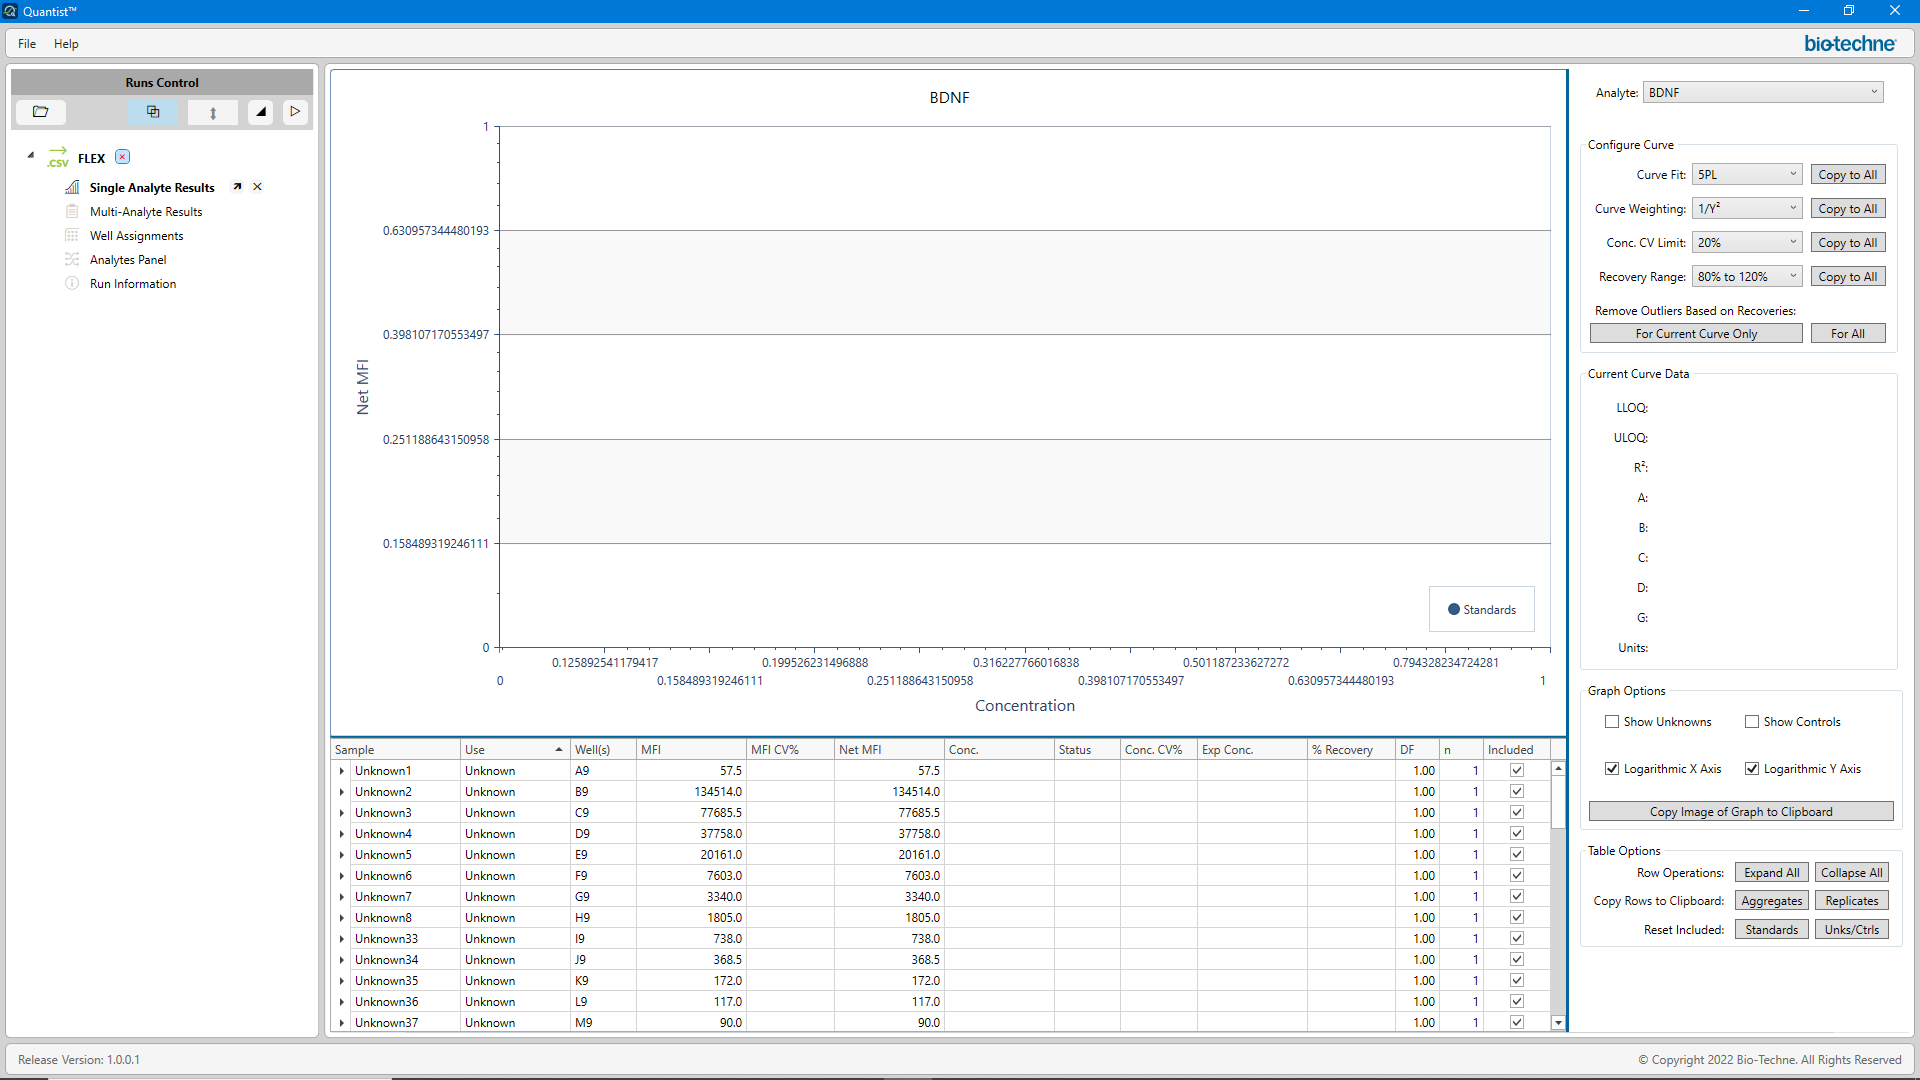 Quantist™
File Help
bio-techne
Runs Control
.CSV FLEX
Single Analyte Results
Multi-Analyte Results
Well Assignments
Analytes Panel
Run Information
BDNF
1
0.630957344480193
0.398107170553497
0.251188643150958
0.158489319246111
0
Net MFI
Standards
0.125892541179417 0.199526231496888 0.316227766016838 0.501187233627272 0.794328234724281
0 0.158489319246111 0.251188643150958 0.398107170553497 0.630957344480193 1
Concentration
Sample Use Well(s) MFI MFI CV% Net MFI Conc. Status Conc. CV% Exp Conc. % Recovery DF n Included
Unknown1 Unknown A9 57.5 57.5 1.00 1
Unknown2 Unknown B9 134514.0 134514.0 1.00 1
Unknown3 Unknown C9 77685.5 77685.5 1.00 1
Unknown4 Unknown D9 37758.0 37758.0 1.00 1
Unknown5 Unknown E9 20161.0 20161.0 1.00 1
Unknown6 Unknown F9 7603.0 7603.0 1.00 1
Unknown7 Unknown G9 3340.0 3340.0 1.00 1
Unknown8 Unknown H9 1805.0 1805.0 1.00 1
Unknown33 Unknown I9 738.0 738.0 1.00 1
Unknown34 Unknown J9 368.5 368.5 1.00 1
Unknown35 Unknown K9 172.0 172.0 1.00 1
Unknown36 Unknown L9 117.0 117.0 1.00 1
Unknown37 Unknown M9 90.0 90.0 1.00 1
Analyte: BDNF
Configure Curve
Curve Fit: 5PL Copy to All
Curve Weighting: 1/Y² Copy to All
Conc. CV Limit: 20% Copy to All
Recovery Range: 80% to 120% Copy to All
Remove Outliers Based on Recoveries:
For Current Curve Only For All
Current Curve Data
LLOQ:
ULOQ:
R²:
A:
B:
C:
D:
G:
Units:
Graph Options
Show Unknowns Show Controls
Logarithmic X Axis Logarithmic Y Axis
Copy Image of Graph to Clipboard
Table Options
Row Operations: Expand All Collapse All
Copy Rows to Clipboard: Aggregates Replicates
Reset Included: Standards Unks/Ctrls
Release Version: 1.0.0.1
© Copyright 2022 Bio-Techne. All Rights Reserved